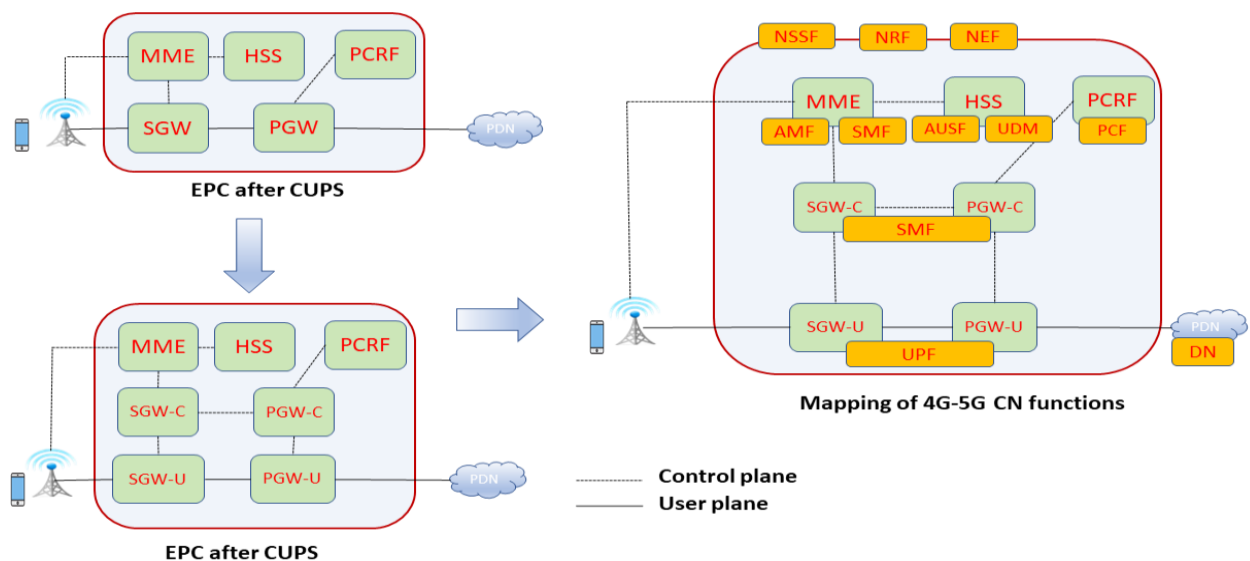 MME
HSS
PCRF
SGW
PGW
PDN
EPC after CUPS
MME
HSS
PCRF
SGW-C
PGW-C
SGW-U
PGW-U
PDN
EPC after CUPS
NSSF
NRF
NEF
MME
HSS
PCRF
AMF
SMF
AUSF
UDM
PCF
SGW-C
PGW-C
SMF
SGW-U
PGW-U
UPF
PDN
DN
Mapping of 4G-5G CN functions
Control plane
User plane